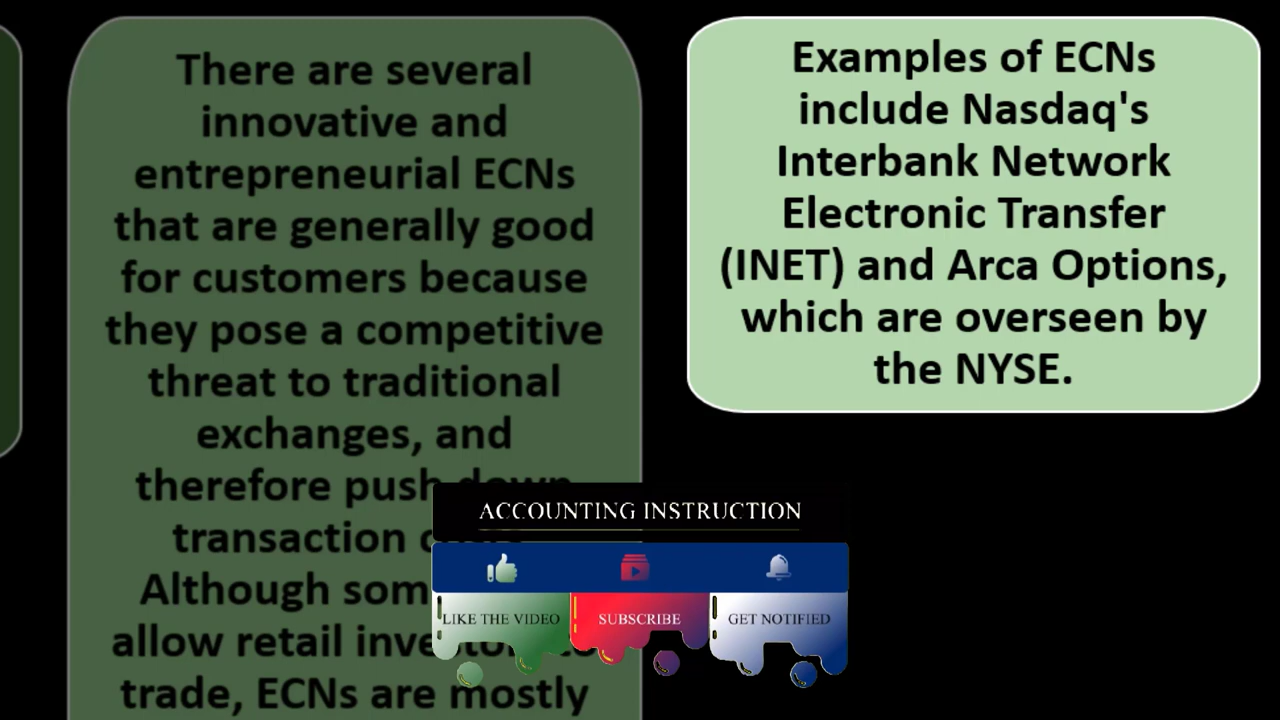 There are several
innovative and
entrepreneurial ECNs
that are generally good
for customers because
they pose a competitive
threat to traditional
exchanges, and
therefore push down
transaction
Although som
allow retail inve
trade, ECNs are mostly
Examples of ECNs
include Nasdaq's
Interbank Network
Electronic Transfer
(INET) and Arca Options,
which are overseen by
the NYSE.
ACCOUNTING INSTRUCTION
LIKE THE VIDEO
SUBSCRIBE
GET NOTIFIED